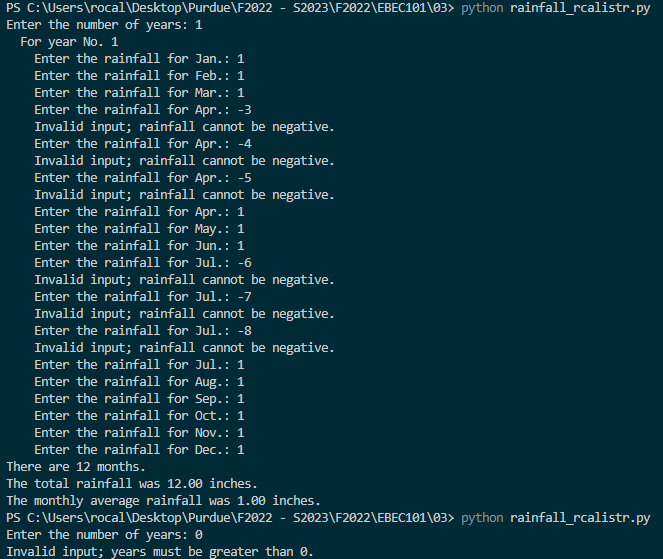 PS C:\Users\rocal\Desktop\Purdue\F2022 - S2023\F2022\EBEC101\03> python rainfall_rcalistr.py
Enter the number of years: 1
  For year No. 1
    Enter the rainfall for Jan.: 1
    Enter the rainfall for Feb.: 1
    Enter the rainfall for Mar.: 1
    Enter the rainfall for Apr.: -3
    Invalid input; rainfall cannot be negative.
    Enter the rainfall for Apr.: -4
    Invalid input; rainfall cannot be negative.
    Enter the rainfall for Apr.: -5
    Invalid input; rainfall cannot be negative.
    Enter the rainfall for Apr.: 1
    Enter the rainfall for May.: 1
    Enter the rainfall for Jun.: 1
    Enter the rainfall for Jul.: -6
    Invalid input; rainfall cannot be negative.
    Enter the rainfall for Jul.: -7
    Invalid input; rainfall cannot be negative.
    Enter the rainfall for Jul.: -8
    Invalid input; rainfall cannot be negative.
    Enter the rainfall for Jul.: 1
    Enter the rainfall for Aug.: 1
    Enter the rainfall for Sep.: 1
    Enter the rainfall for Oct.: 1
    Enter the rainfall for Nov.: 1
    Enter the rainfall for Dec.: 1
There are 12 months.
The total rainfall was 12.00 inches.
The monthly average rainfall was 1.00 inches.
PS C:\Users\rocal\Desktop\Purdue\F2022 - S2023\F2022\EBEC101\03> python rainfall_rcalistr.py
Enter the number of years: 0
Invalid input; years must be greater than 0.